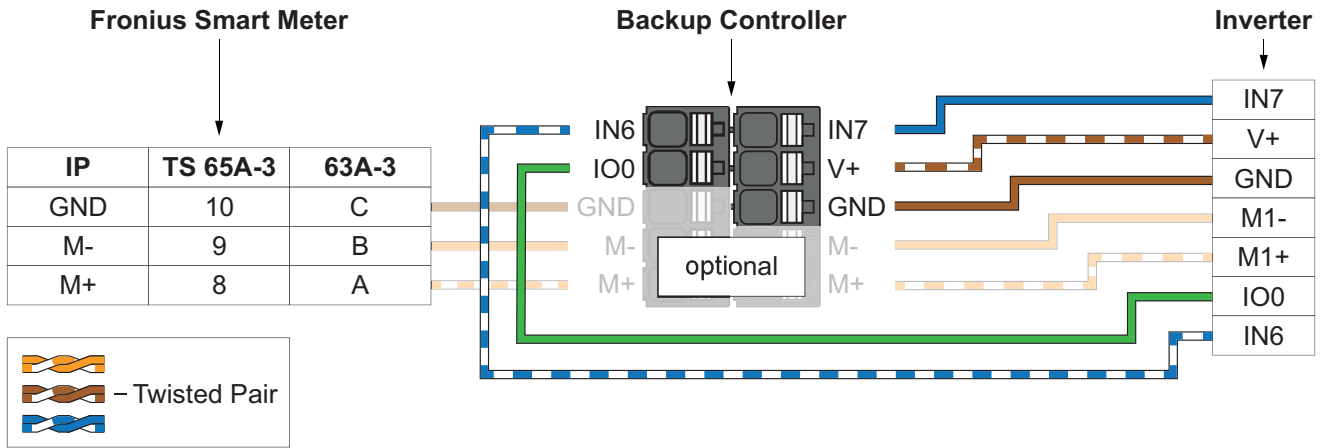 Fronius Smart Meter
Backup Controller
Inverter
IP TS 65A-3 63A-3
GND 10 C
M- 9 B
M+ 8 A
IN6
IO0
GND
M-
M+
optional
IN7
V+
GND
M-
M+
IN7
V+
GND
M1-
M1+
IO0
IN6
– Twisted Pair